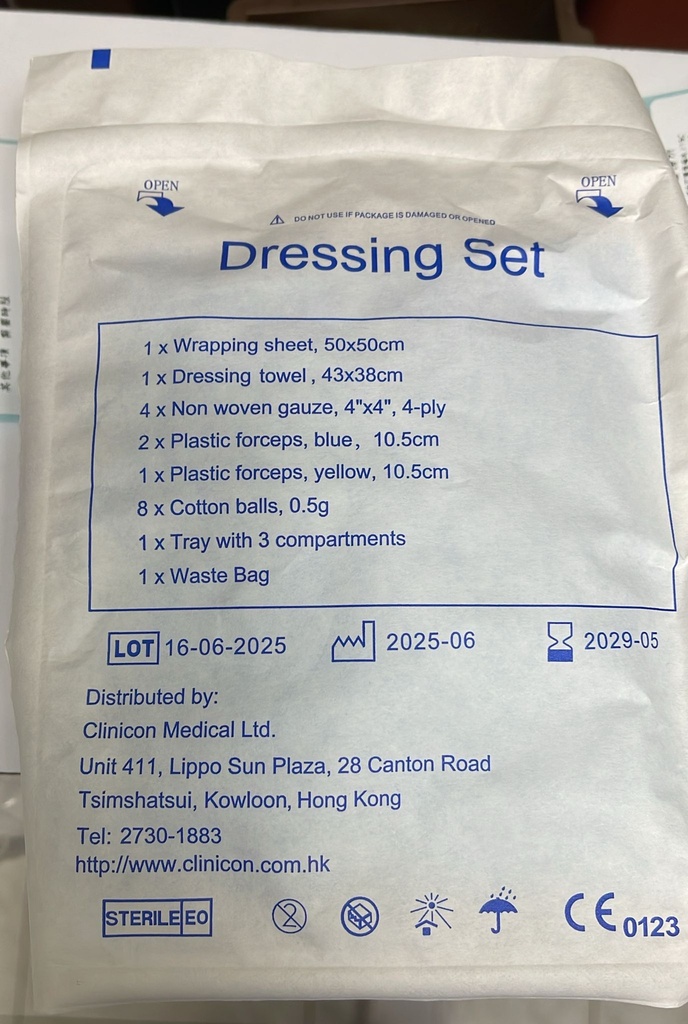 OPEN
OPEN
DO NOT USE IF PACKAGE IS DAMAGED OR OPENED
Dressing Set
1 x Wrapping sheet, 50x50cm
1 x Dressing towel , 43x38cm
4 x Non woven gauze, 4"x4", 4-ply
2 x Plastic forceps, blue, 10.5cm
1 x Plastic forceps, yellow, 10.5cm
8 x Cotton balls, 0.5g
1 x Tray with 3 compartments
1 x Waste Bag
LOT 16-06-2025 2025-06 2029-05
Distributed by:
Clinicon Medical Ltd.
Unit 411, Lippo Sun Plaza, 28 Canton Road
Tsimshatsui, Kowloon, Hong Kong
Tel: 2730-1883
http://www.clinicon.com.hk
STERILE EO 2 CE 0123